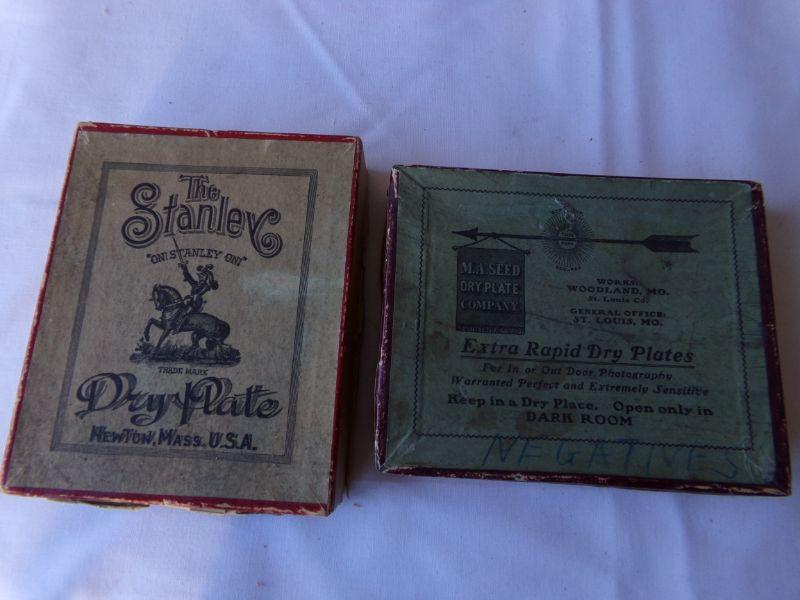 The
Stanley
"ON! STANLEY ON!"
TRADE MARK
Dry Plate
NEWTON, MASS. U.S.A.
M.A. SEED
DRY PLATE
COMPANY
WORKS:
WOODLAND, MO.
St. Louis Co.
GENERAL OFFICE:
ST. LOUIS, MO.
Extra Rapid Dry Plates
For In or Out Door Photography
Warranted Perfect and Extremely Sensitive
Keep in a Dry Place. Open only in
DARK ROOM
NEGATIVES